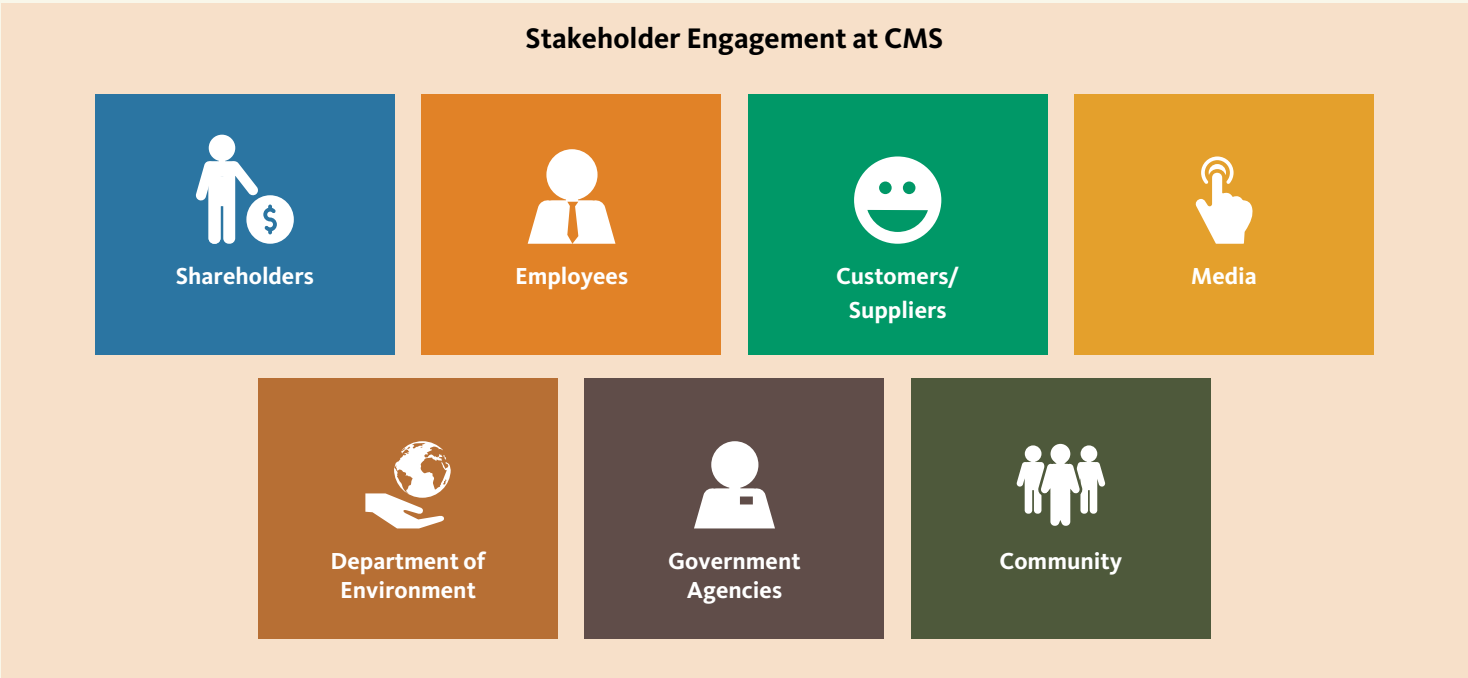 Stakeholder Engagement at CMS
Shareholders
Employees
Customers/
Suppliers
Media
Department of
Environment
Government
Agencies
Community